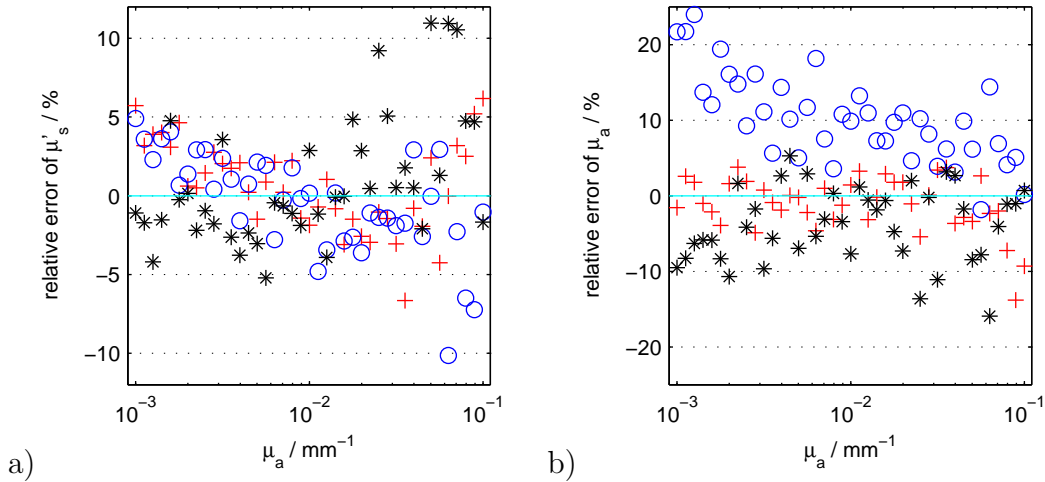 10
5
0
−5
−10
relative error of μ's / %
10⁻³
10⁻²
10⁻¹
μa / mm⁻¹
a)
20
10
0
−10
−20
relative error of μa / %
10⁻³
10⁻²
10⁻¹
μa / mm⁻¹
b)